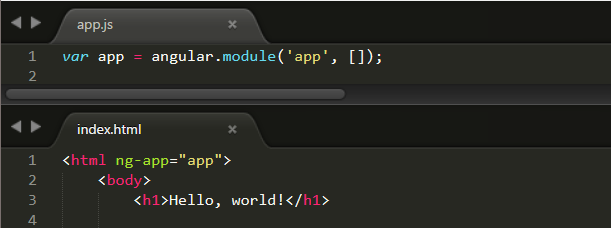 app.js
1 var app = angular.module('app', []);
2
index.html
1 <html ng-app="app">
2 <body>
3 <h1>Hello, world!</h1>
4